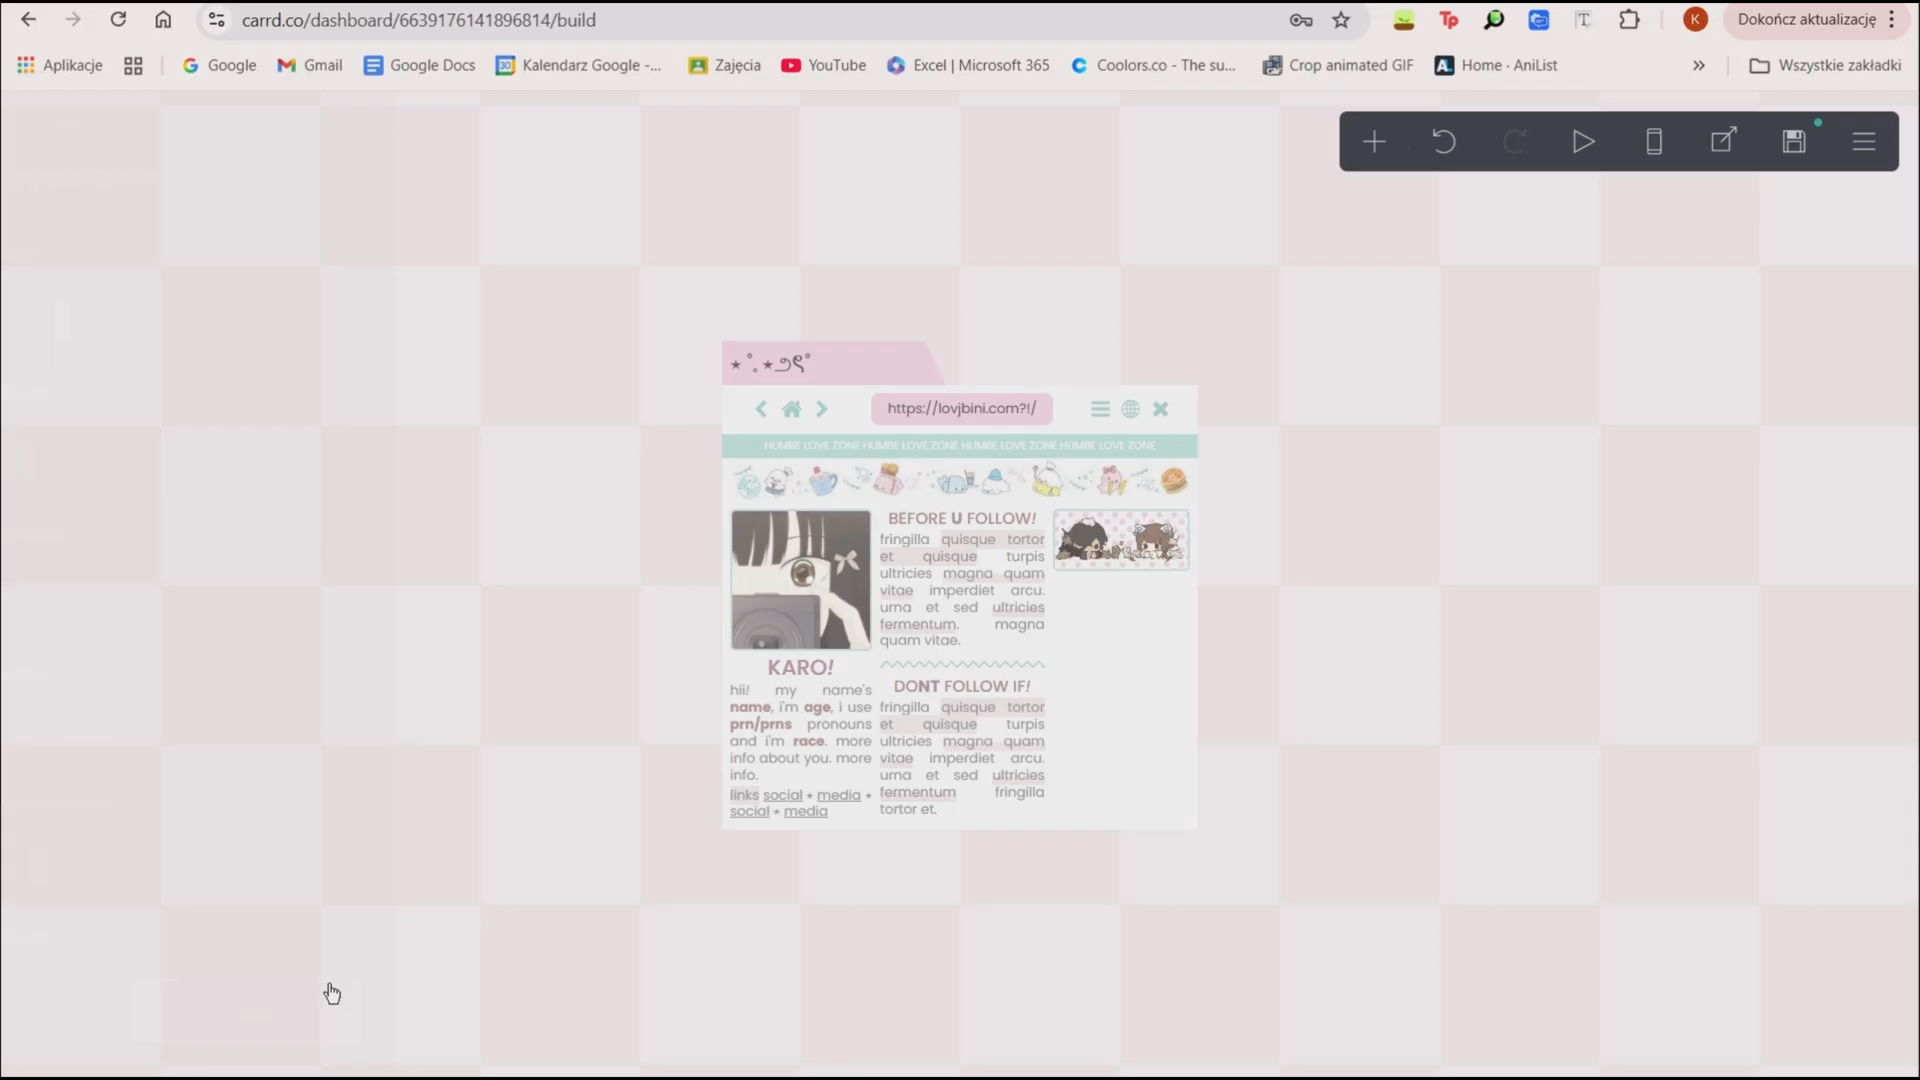 carrd.co/dashboard/6639176141896814/build
K
Dokończ aktualizację
Aplikacje
Google
Gmail
Google Docs
Kalendarz Google -...
Zajęcia
YouTube
Excel | Microsoft 365
Coolors.co - The su...
Crop animated GIF
Home · AniList
Wszystkie zakładki
https://lovjbini.com?!/
HUMBE LOVE ZONE HUMBE LOVE ZONE HUMBE LOVE ZONE HUMBE LOVE ZONE
KARO!
hii! my name's
name, i'm age, i use
prn/prns pronouns
and i'm race. more
info about you. more
info.
links social ⋆ media ⋆
social ⋆ media
BEFORE U FOLLOW!
fringilla quisque tortor
et quisque turpis
ultricies magna quam
vitae imperdiet arcu.
urna et sed ultricies
fermentum. magna
quam vitae.
DONT FOLLOW IF!
fringilla quisque tortor
et quisque turpis
ultricies magna quam
vitae imperdiet arcu.
urna et sed ultricies
fermentum fringilla
tortor et.